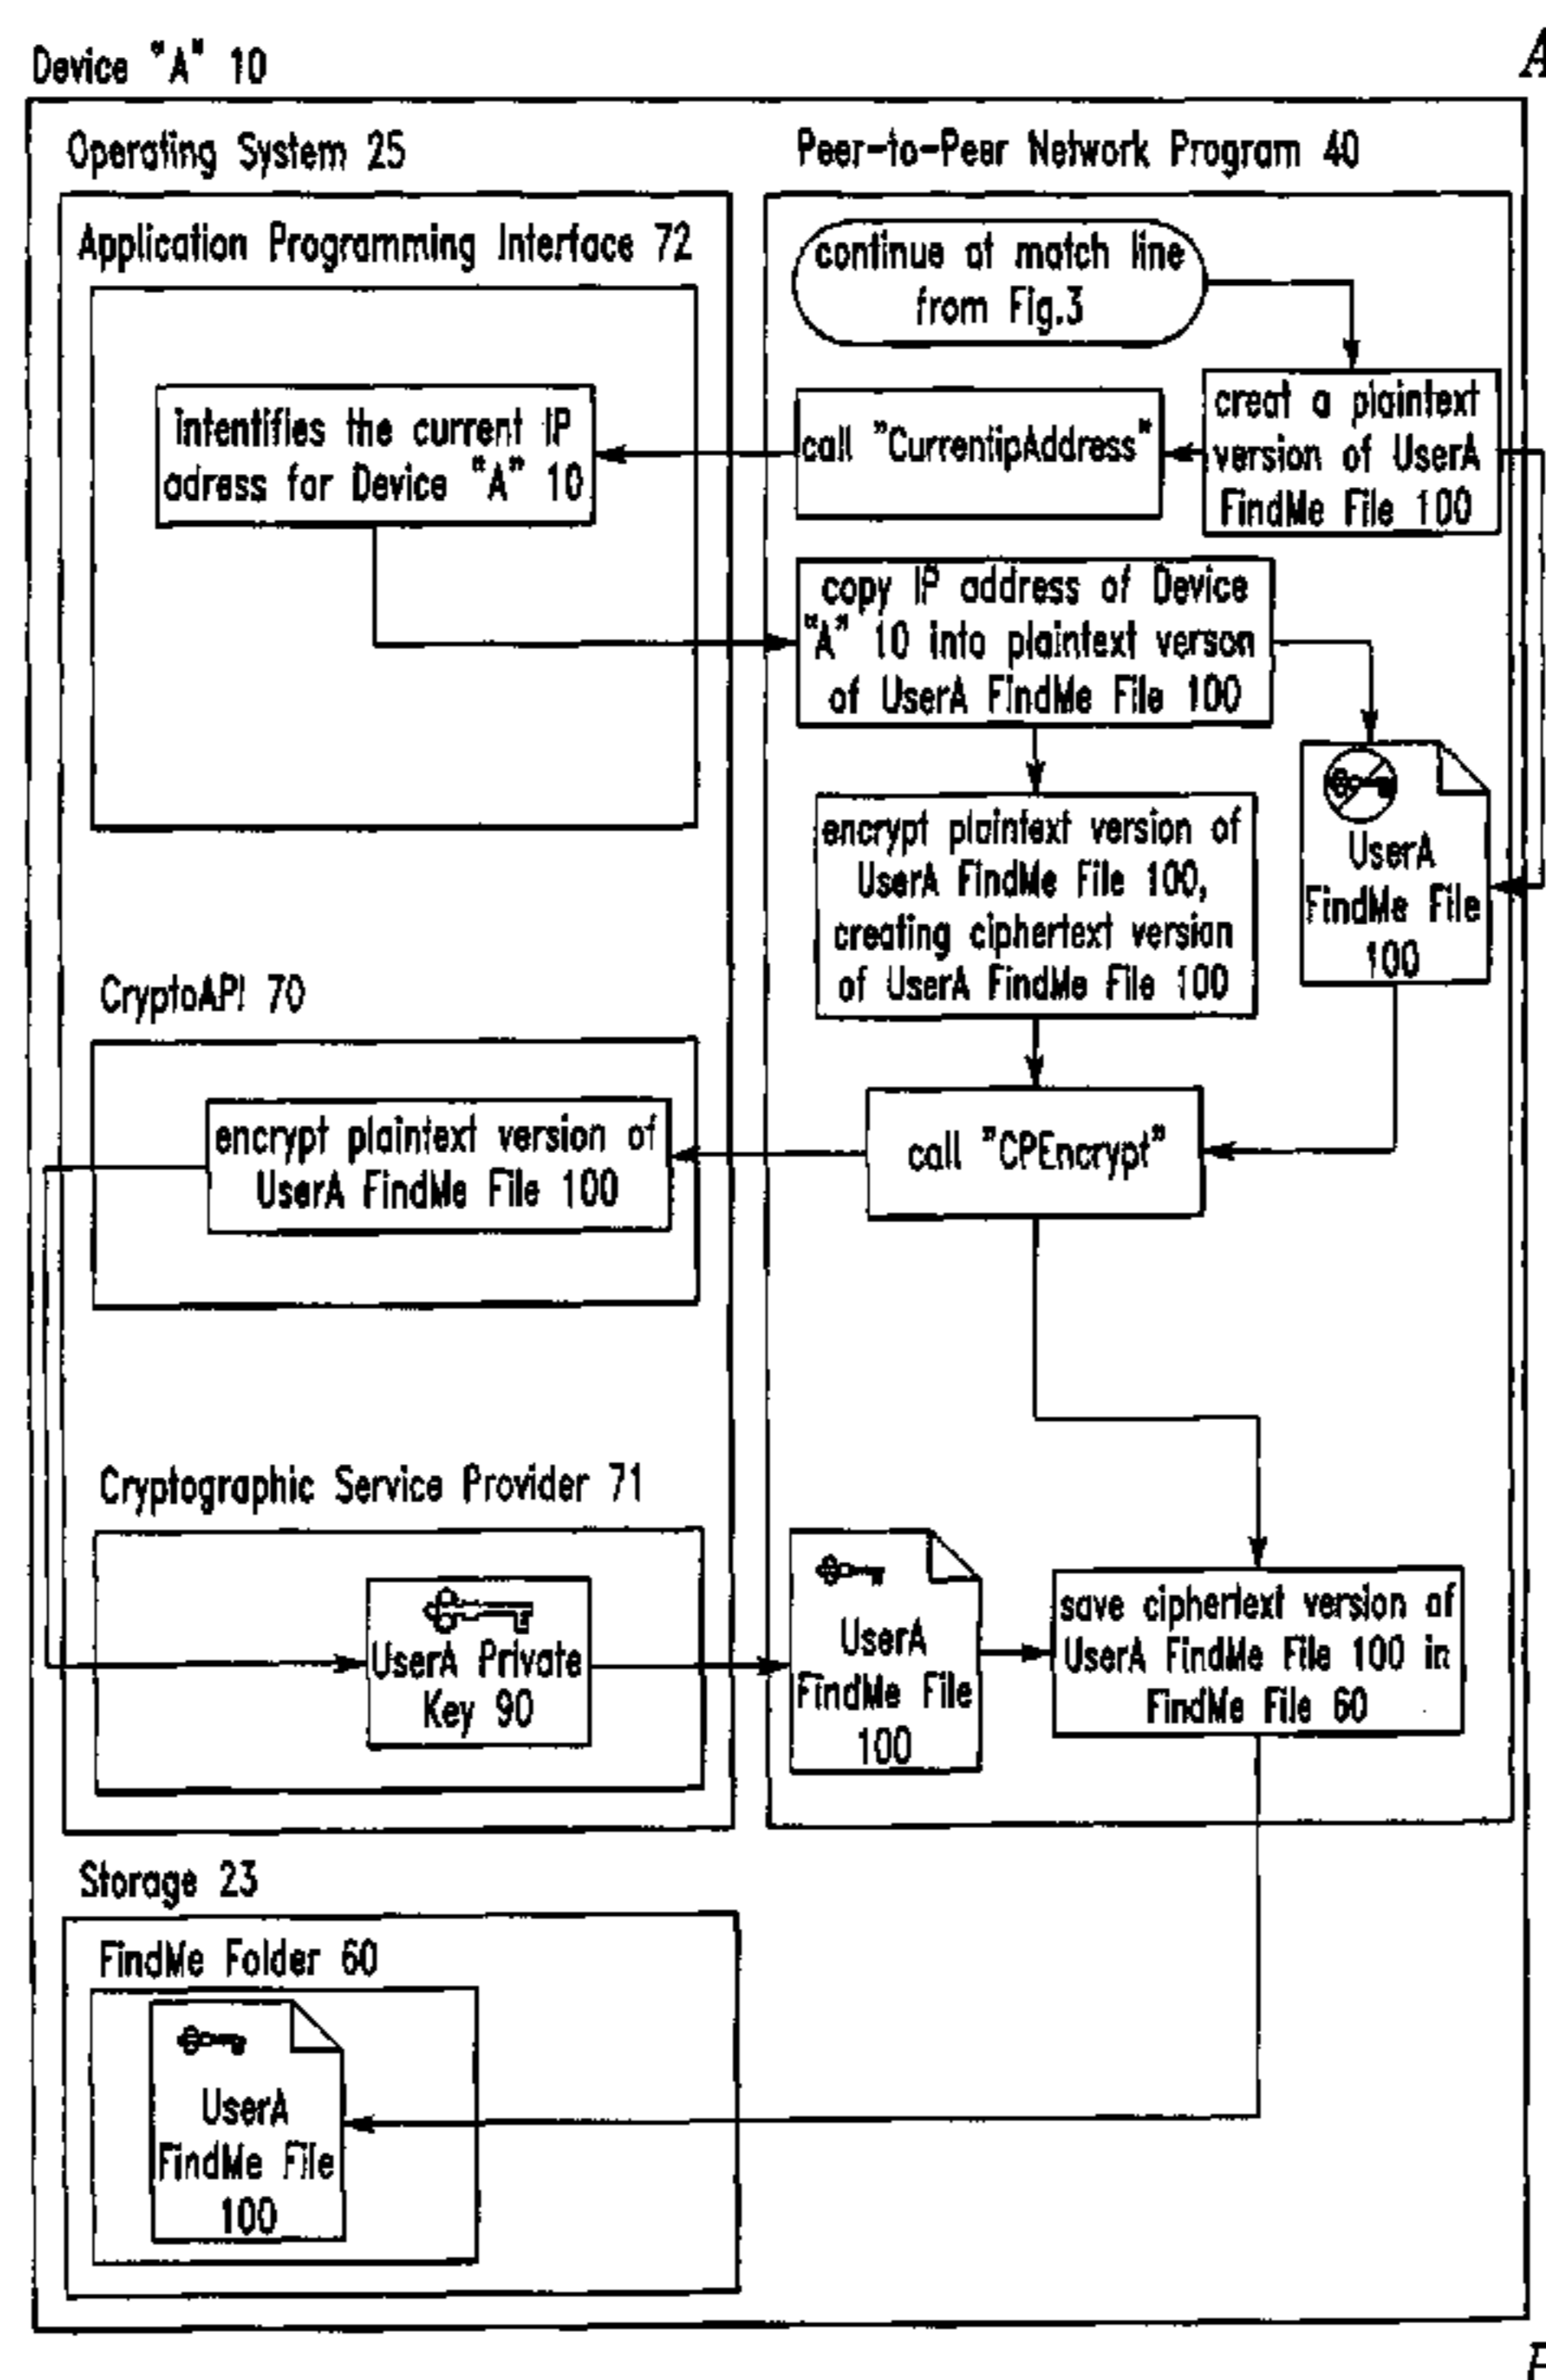 Device "A" 10
A
Operating System 25
Peer-to-Peer Network Program 40
Application Programming Interface 72
continue at match line
from Fig.3
intentifies the current IP
adress for Device "A" 10
call "CurrentipAddress"
creat a plaintext
version of UserA
FindMe File 100
copy IP address of Device
"A" 10 into plaintext verson
of UserA FindMe File 100
encrypt plaintext version of
UserA FindMe File 100,
creating ciphertext version
of UserA FindMe File 100
UserA
FindMe File
100
CryptoAPI 70
encrypt plaintext version of
UserA FindMe File 100
call "CPEncrypt"
Cryptographic Service Provider 71
UserA Private
Key 90
UserA
FindMe File
100
save ciphertext version of
UserA FindMe File 100 in
FindMe File 60
Storage 23
FindMe Folder 60
UserA
FindMe File
100